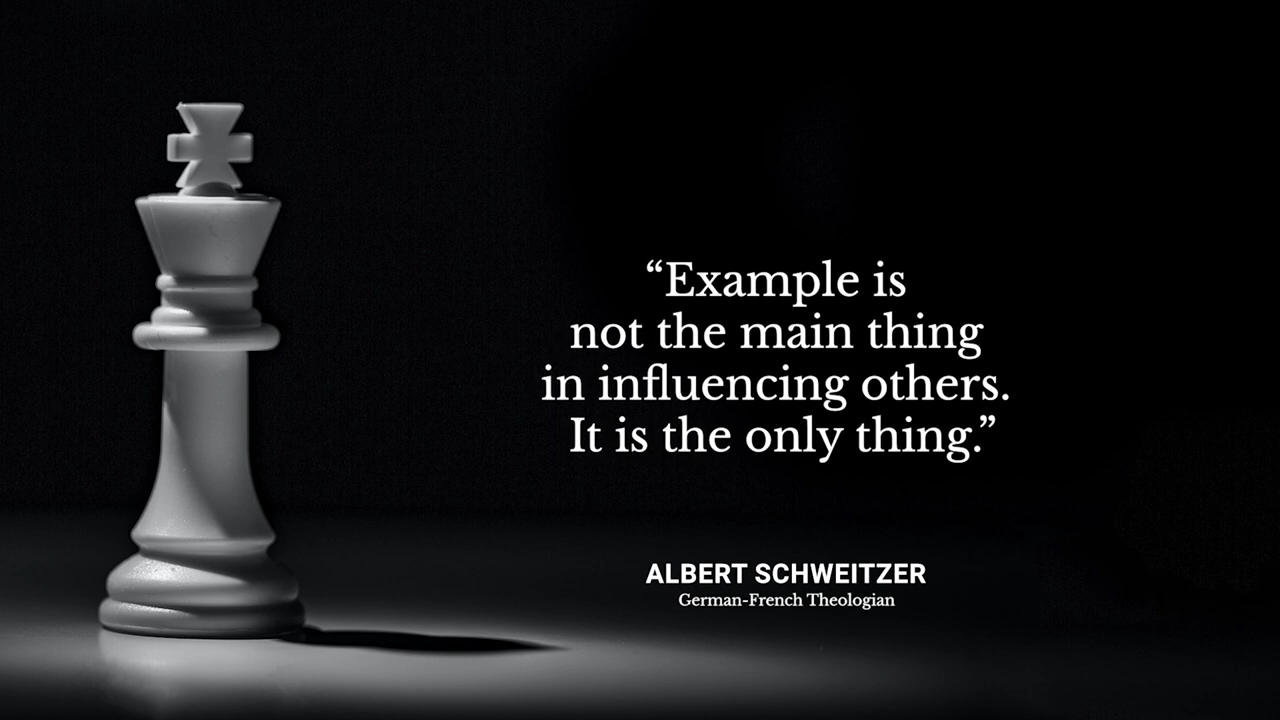 “Example is
not the main thing
in influencing others.
It is the only thing.”
ALBERT SCHWEITZER
German-French Theologian